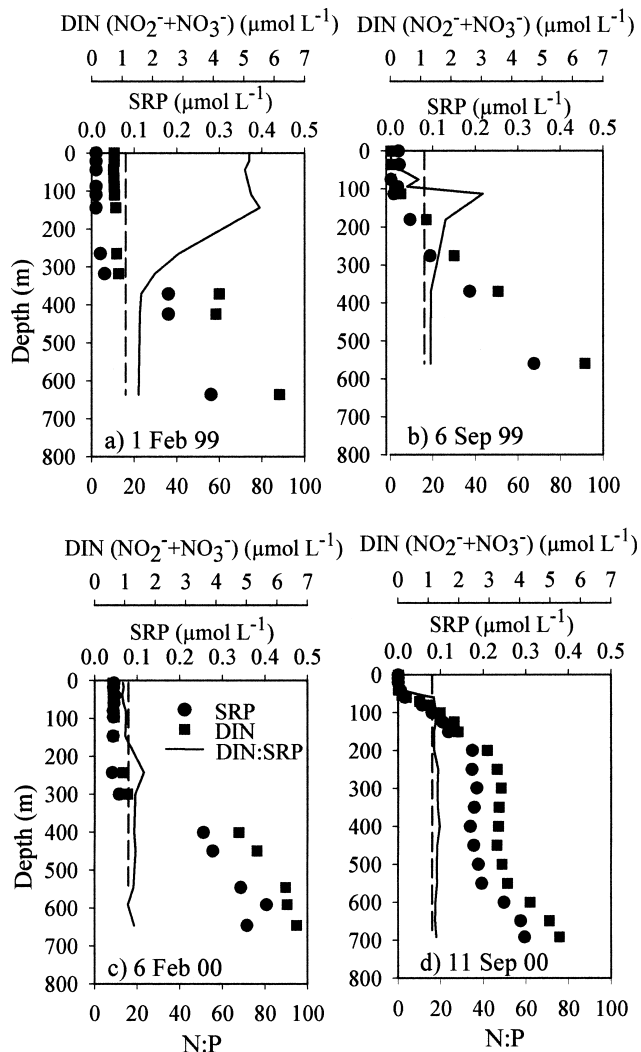 DIN (NO₂⁻+NO₃⁻) (μmol L⁻¹) DIN (NO₂⁻+NO₃⁻) (μmol L⁻¹)
0 1 2 3 4 5 6 7 0 1 2 3 4 5 6 7
SRP (μmol L⁻¹) SRP (μmol L⁻¹)
0.0 0.1 0.2 0.3 0.4 0.5 0.0 0.1 0.2 0.3 0.4 0.5
Depth (m)
0 0
100 100
200 200
300 300
400 400
500 500
600 600
700 700
800 800
a) 1 Feb 99 b) 6 Sep 99
0 20 40 60 80 100 0 20 40 60 80 100
DIN (NO₂⁻+NO₃⁻) (μmol L⁻¹) DIN (NO₂⁻+NO₃⁻) (μmol L⁻¹)
0 1 2 3 4 5 6 7 0 1 2 3 4 5 6 7
SRP (μmol L⁻¹) SRP (μmol L⁻¹)
0.0 0.1 0.2 0.3 0.4 0.5 0.0 0.1 0.2 0.3 0.4 0.5
Depth (m)
0 0
100 100
200 200
300 300
400 400
500 500
600 600
700 700
800 800
SRP
DIN
DIN:SRP
c) 6 Feb 00 d) 11 Sep 00
0 20 40 60 80 100 0 20 40 60 80 100
N:P N:P